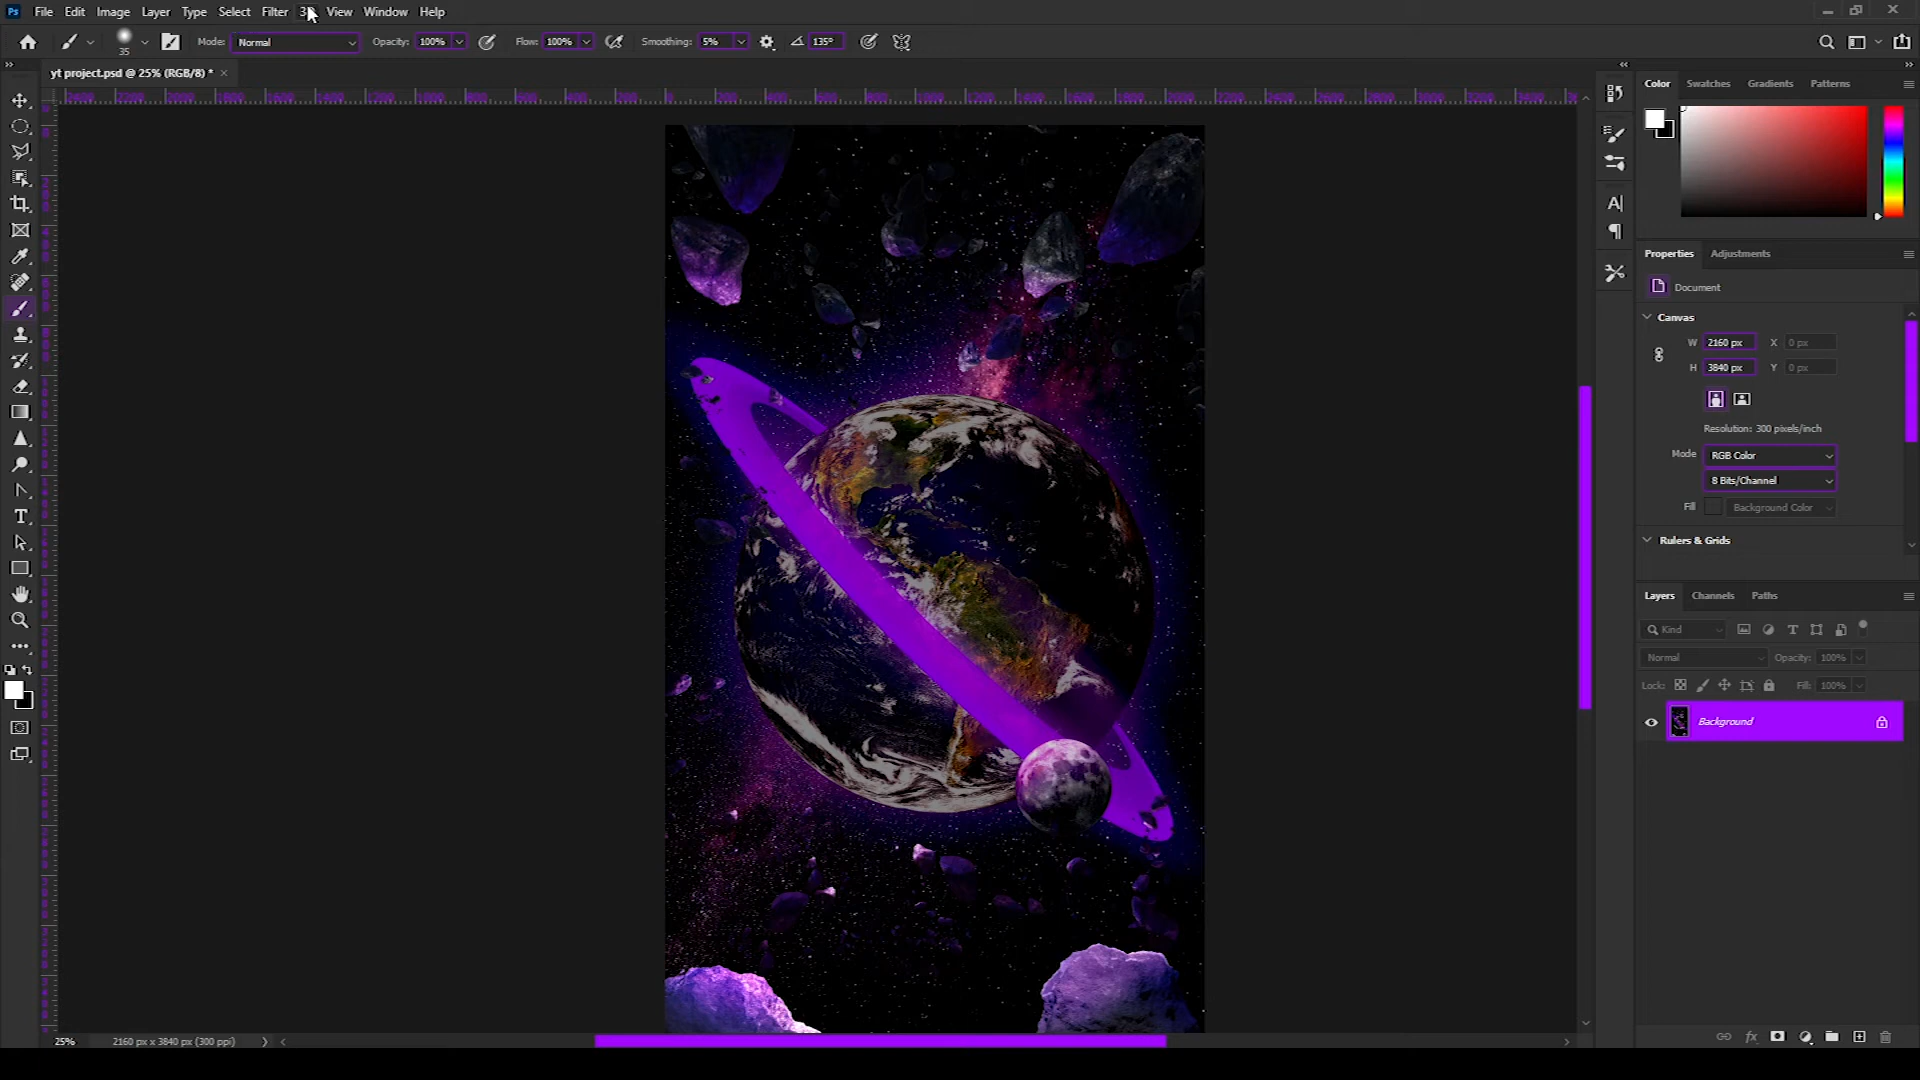 Ps File Edit Image Layer Type Select Filter 3D View Window Help
35 Mode: Normal Opacity: 100% Flow: 100% Smoothing: 5% 135°
yt project.psd @ 25% (RGB/8) * ×
Color Swatches Gradients Patterns
Properties Adjustments
Document
Canvas
W 2160 px X 0 px
H 3840 px Y 0 px
Resolution: 300 pixels/inch
Mode RGB Color
8 Bits/Channel
Fill Background Color
Rulers & Grids
Layers Channels Paths
Kind
Normal Opacity: 100%
Lock: Fill: 100%
Background
25% 2160 px x 3840 px (300 ppi)